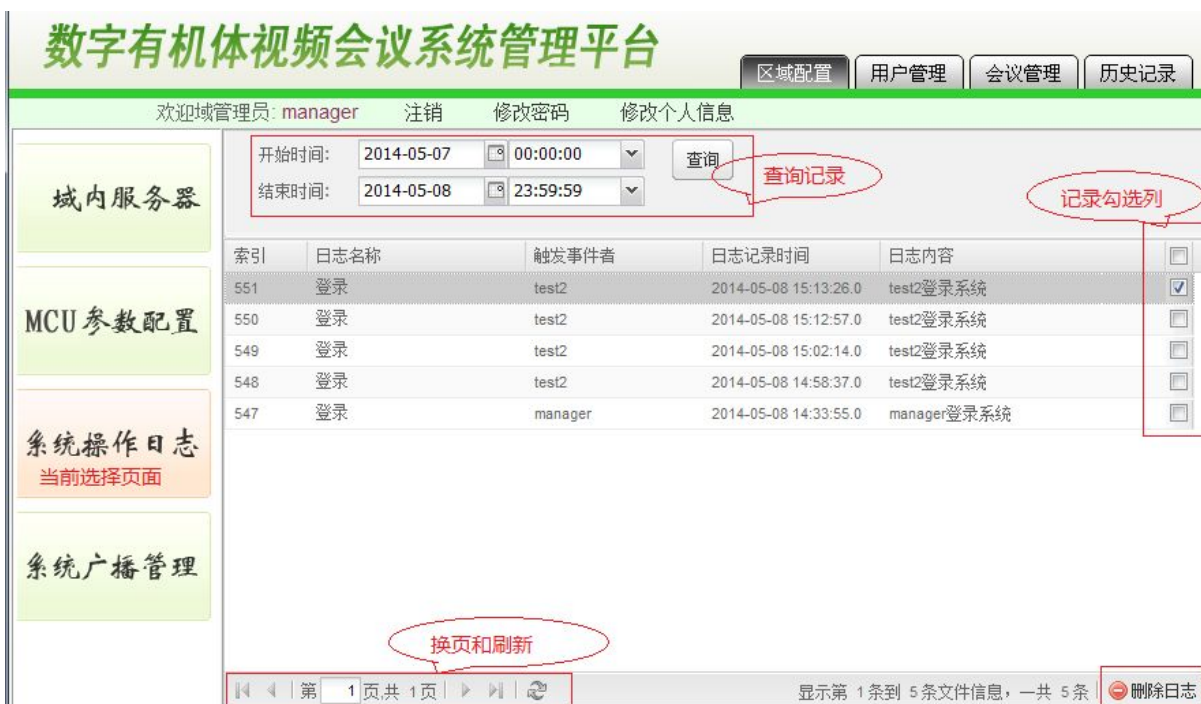 数字有机体视频会议系统管理平台
区域配置 用户管理 会议管理 历史记录
欢迎域管理员: manager 注销 修改密码 修改个人信息
域内服务器
MCU参数配置
系统操作日志
当前选择页面
系统广播管理
开始时间: 2014-05-07 00:00:00 查询
结束时间: 2014-05-08 23:59:59
查询记录
记录勾选列
索引 日志名称 触发事件者 日志记录时间 日志内容
551 登录 test2 2014-05-08 15:13:26.0 test2登录系统
550 登录 test2 2014-05-08 15:12:57.0 test2登录系统
549 登录 test2 2014-05-08 15:02:14.0 test2登录系统
548 登录 test2 2014-05-08 14:58:37.0 test2登录系统
547 登录 manager 2014-05-08 14:33:55.0 manager登录系统
换页和刷新
第 1 页,共 1页 显示第 1条到 5条文件信息，一共 5条 删除日志